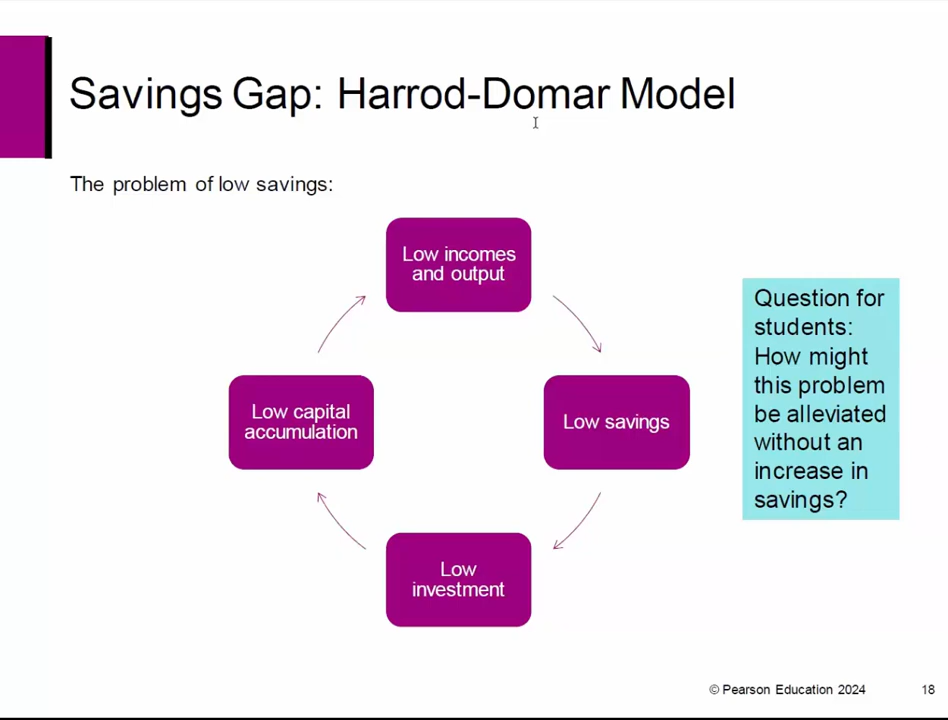 Savings Gap: Harrod-Domar Model
The problem of low savings:
Low incomes
and output
Low capital
accumulation
Low savings
Low
investment
Question for
students:
How might
this problem
be alleviated
without an
increase in
savings?
© Pearson Education 2024
18